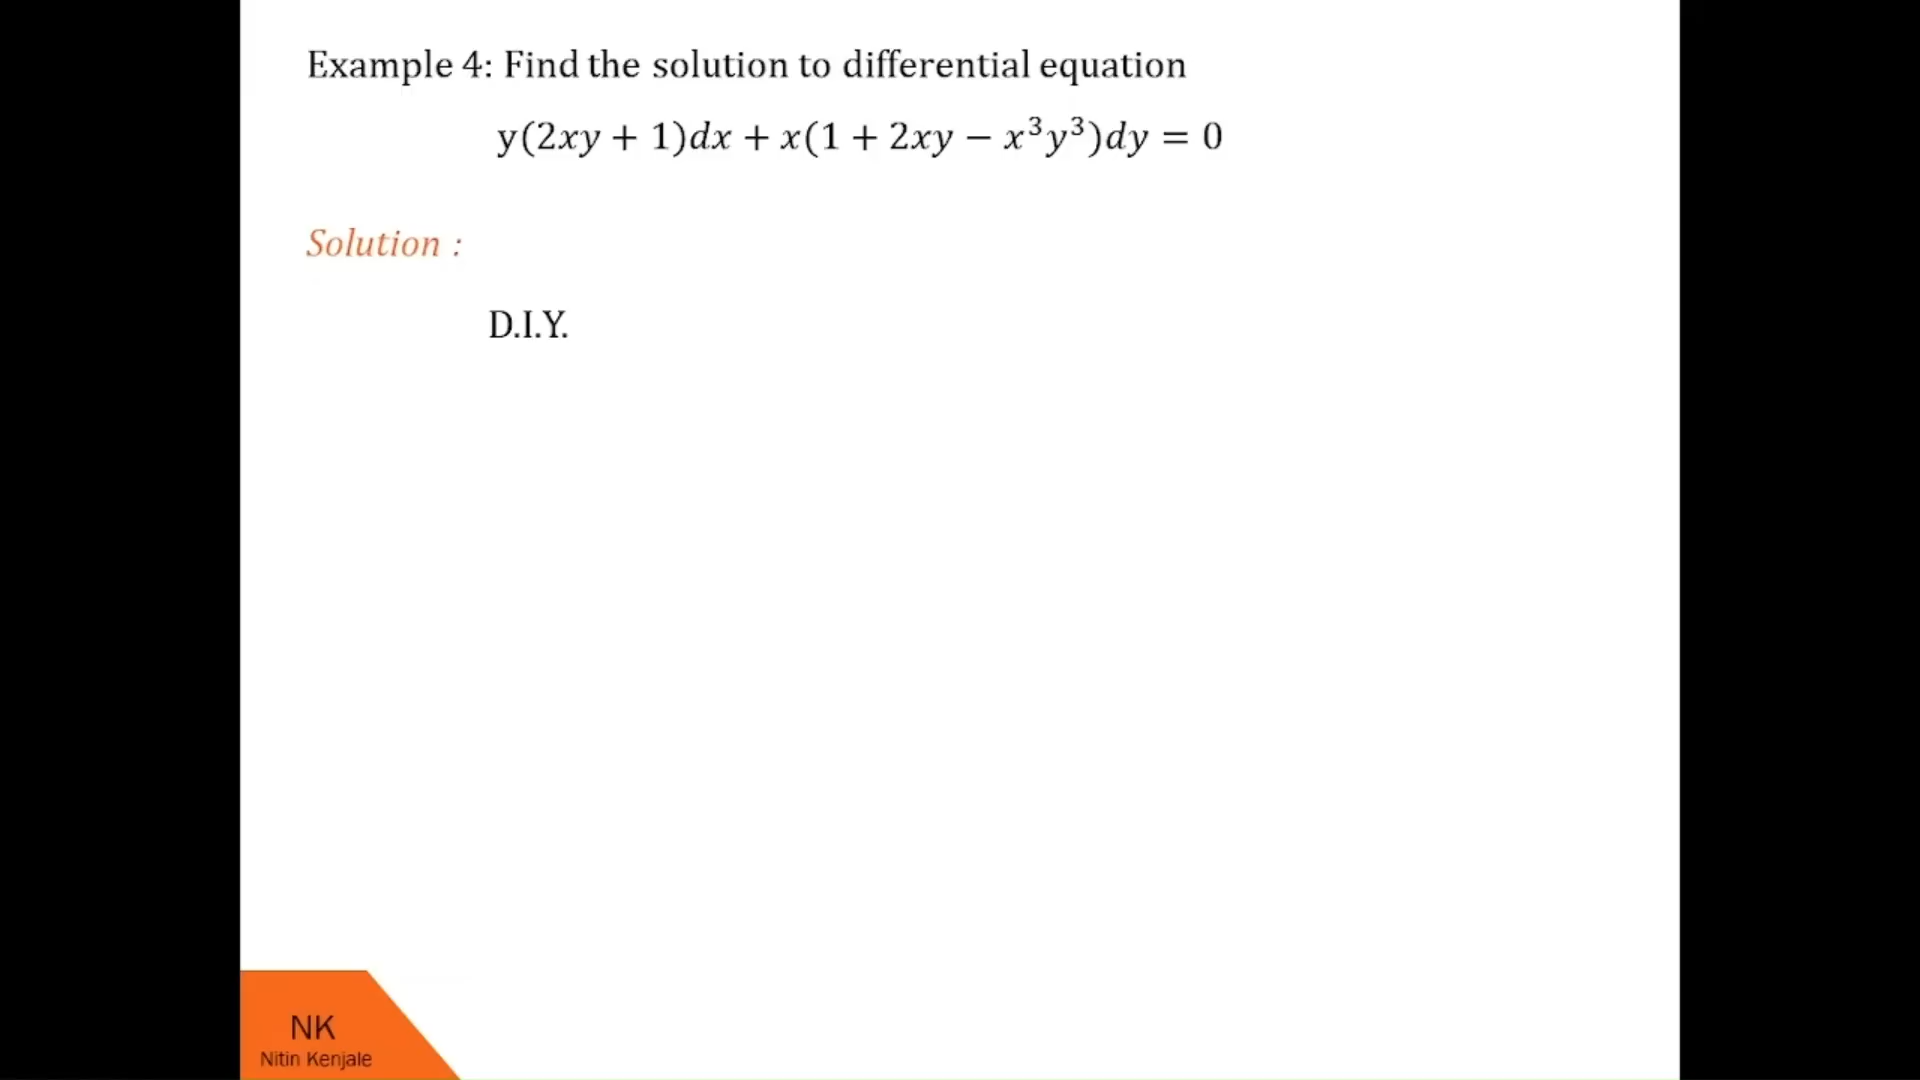 Example 4: Find the solution to differential equation
y(2xy + 1)dx + x(1 + 2xy − x³y³)dy = 0
Solution :
D.I.Y.
NK
Nitin Kenjale